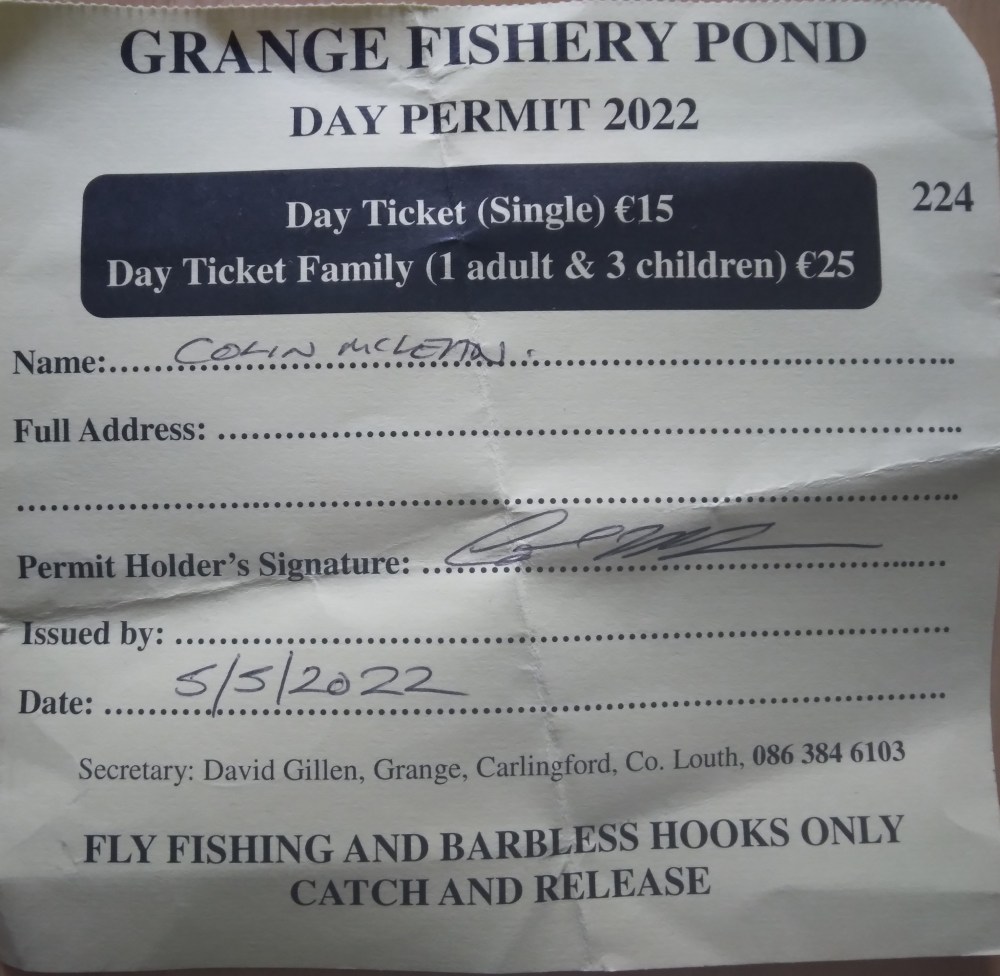 GRANGE FISHERY POND
DAY PERMIT 2022
224
Day Ticket (Single) €15
Day Ticket Family (1 adult & 3 children) €25
Name: COLIN
Full Address:
Permit Holder's Signature:
Issued by:
Date: 5/5/2022
Secretary: David Gillen, Grange, Carlingford, Co. Louth, 086 384 6103
FLY FISHING AND BARBLESS HOOKS ONLY
CATCH AND RELEASE